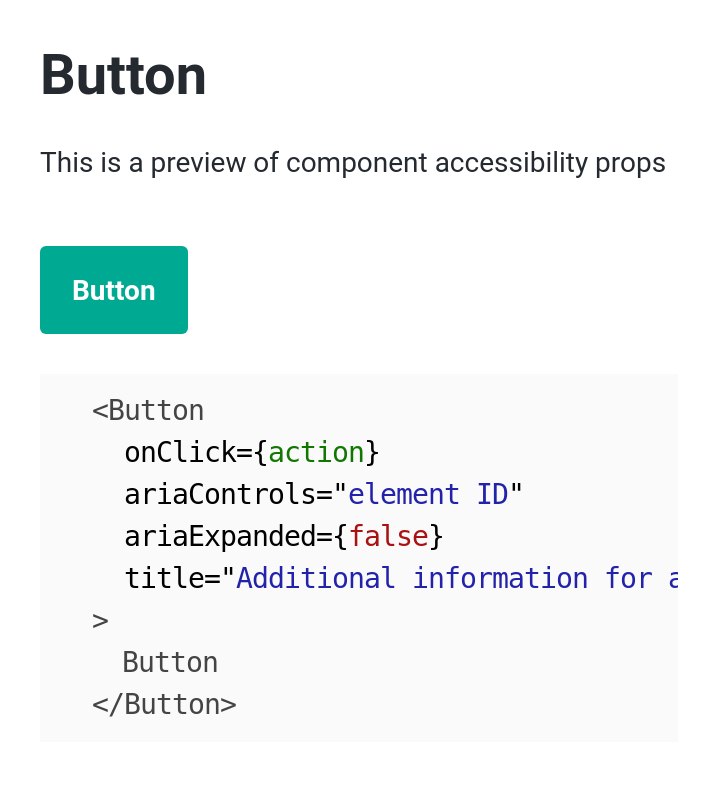 Button
This is a preview of component accessibility props
Button
<Button
onClick={action}
ariaControls="element ID"
ariaExpanded={false}
title="Additional information for a
>
Button
</Button>